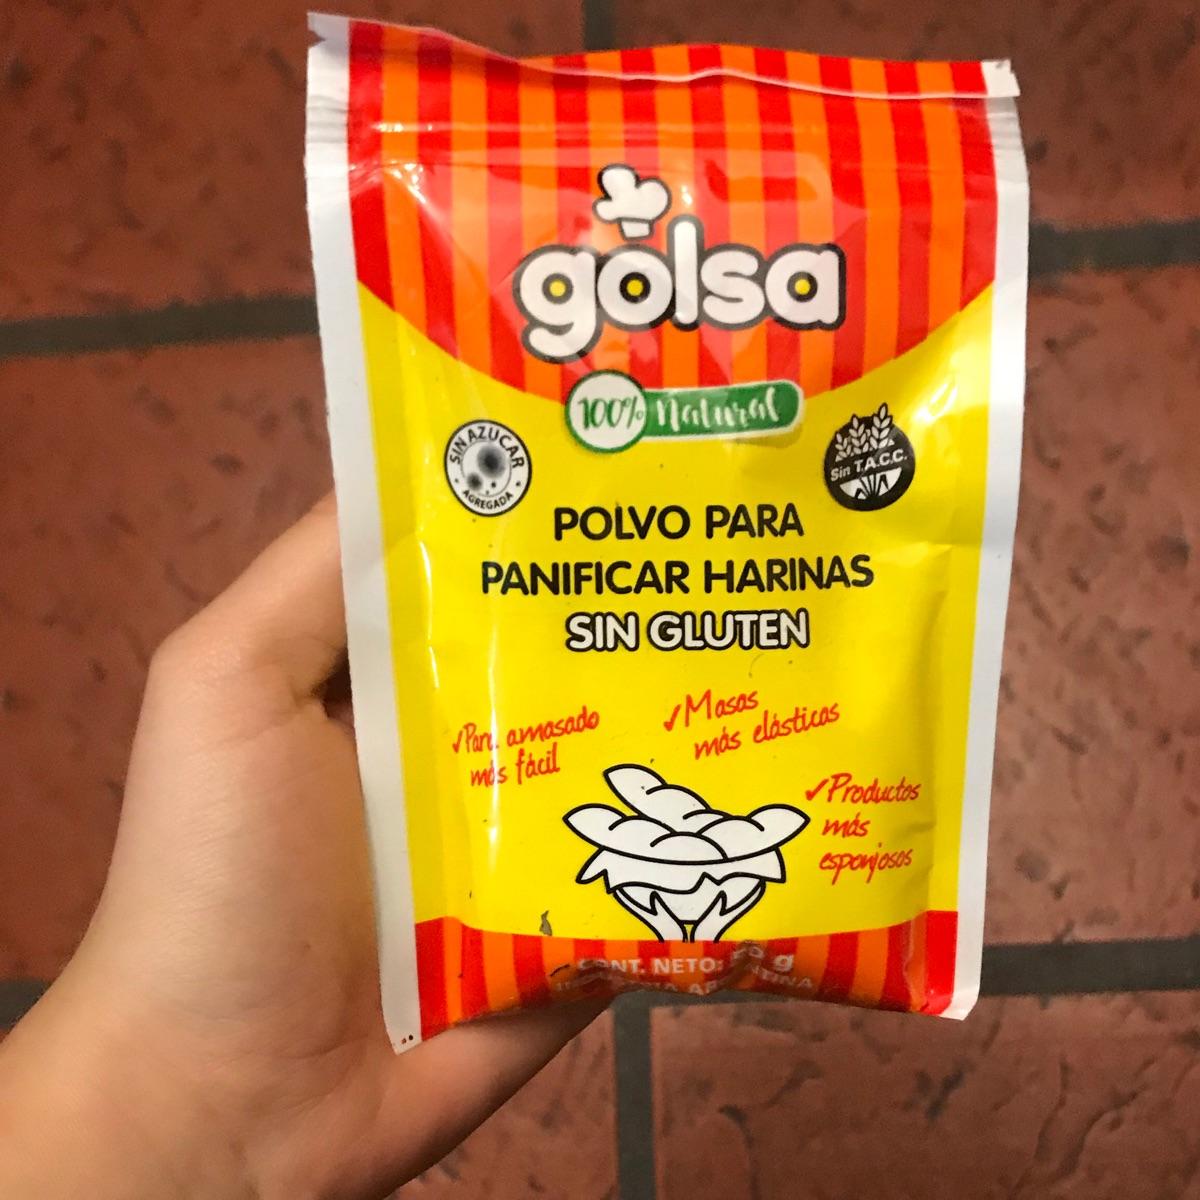 golsa
100% Natural
SIN AZUCAR
AGREGADA
Sin T.A.C.C.
POLVO PARA
PANIFICAR HARINAS
SIN GLUTEN
✓Para amasado
más fácil
✓Masas
más elásticas
✓Productos
más
esponjosos
CONT. NETO: g